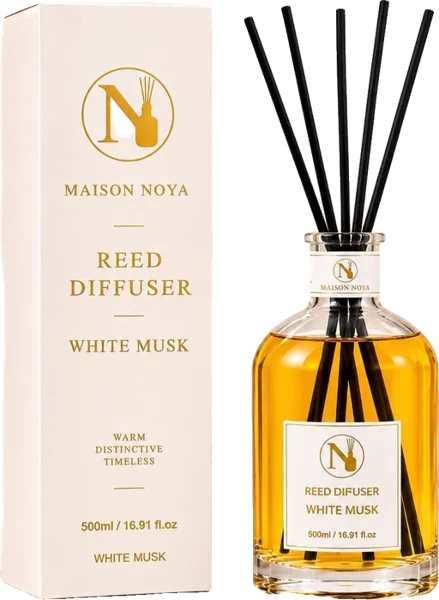 N
MAISON NOYA
REED
DIFFUSER
WHITE MUSK
WARM
DISTINCTIVE
TIMELESS
500ml / 16.91 fl.oz
WHITE MUSK
N
MAISON NOYA
N
REED DIFUSER
WHITE MUSK
500ml / 16.91 fl.oz